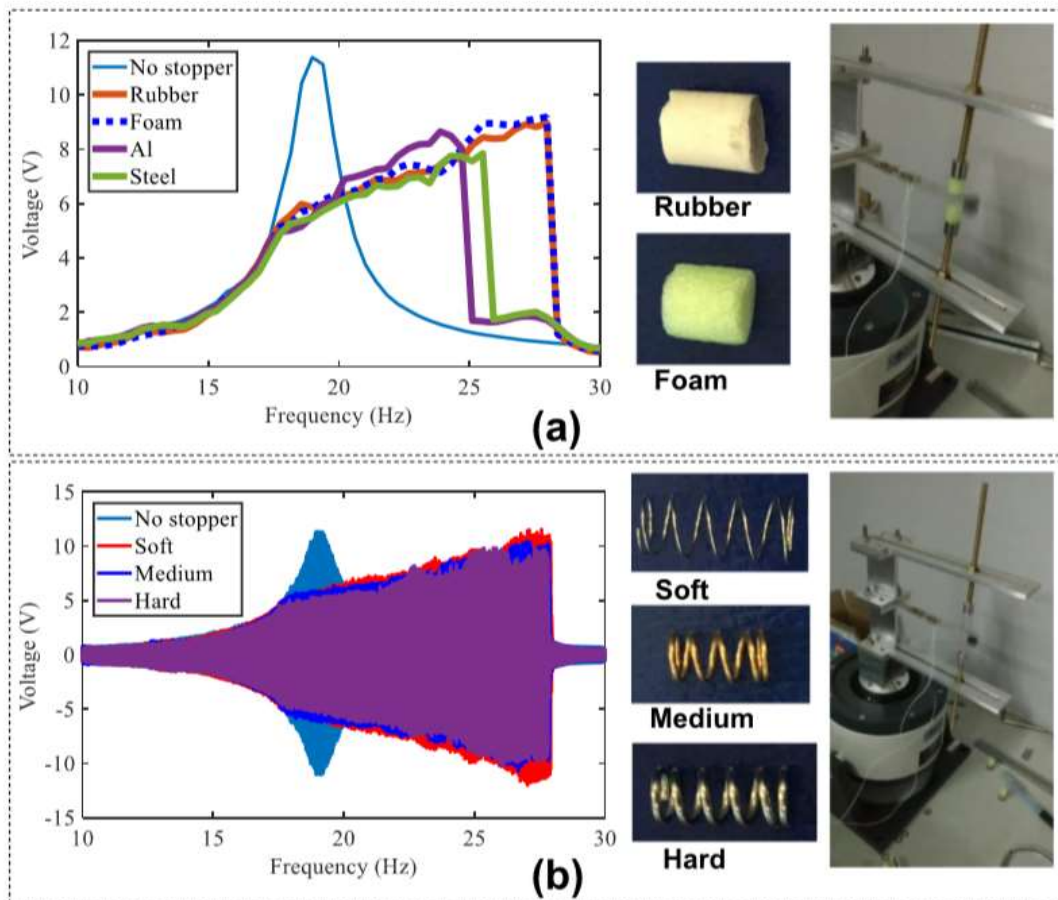 12
10
8
6
4
2
0
Voltage (V)
No stopper
Rubber
Foam
Al
Steel
10
15
20
25
30
Frequency (Hz)
(a)
Rubber
Foam
15
10
5
0
-5
-10
-15
Voltage (V)
No stopper
Soft
Medium
Hard
10
15
20
25
30
Frequency (Hz)
(b)
Soft
Medium
Hard